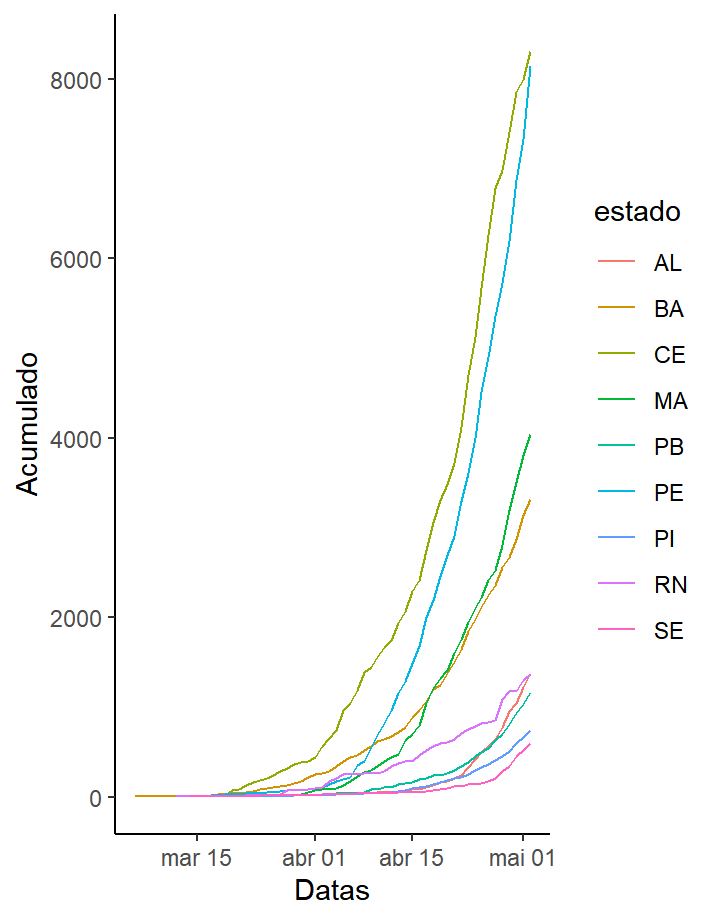 8000
6000
4000
2000
0
Acumulado
mar 15
abr 01
abr 15
mai 01
Datas
estado
AL
BA
CE
MA
PB
PE
PI
RN
SE